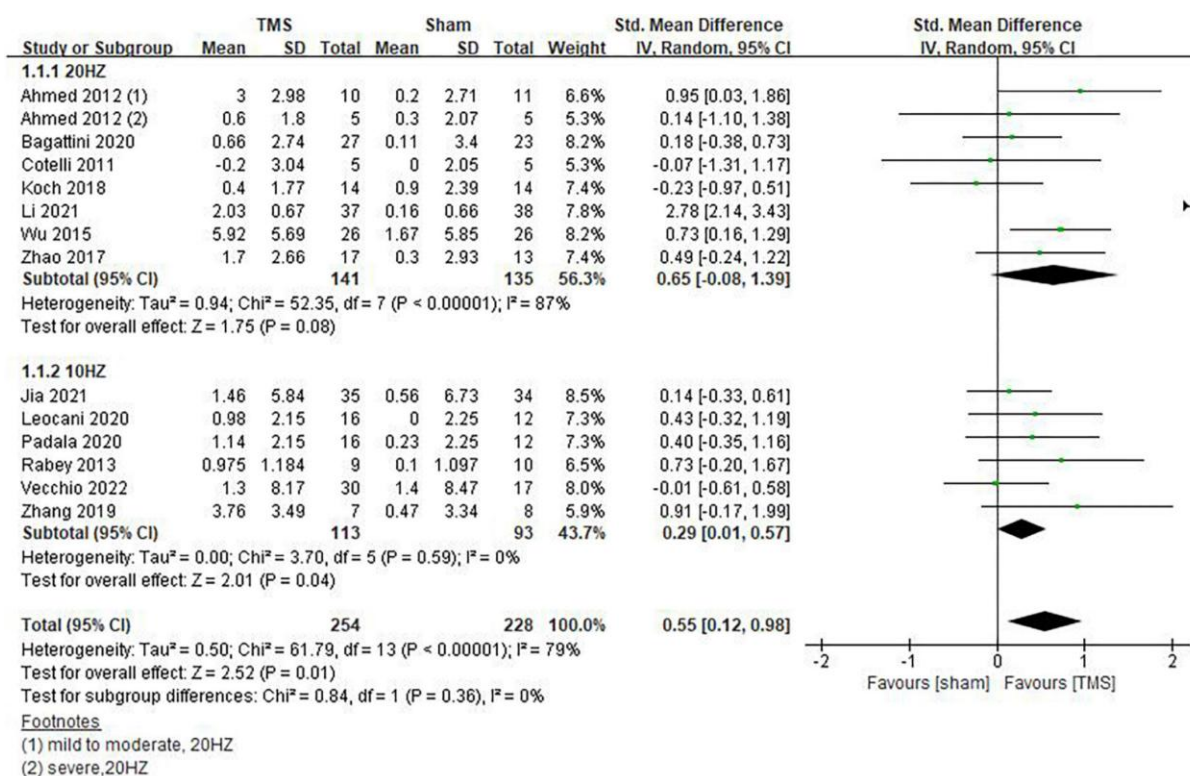 TMS Sham Std. Mean Difference Std. Mean Difference
Study or Subgroup Mean SD Total Mean SD Total Weight IV, Random, 95% CI IV, Random, 95% CI
1.1.1 20HZ
Ahmed 2012 (1) 3 2.98 10 0.2 2.71 11 6.6% 0.95 [0.03, 1.86]
Ahmed 2012 (2) 0.6 1.8 5 0.3 2.07 5 5.3% 0.14 [-1.10, 1.38]
Bagattini 2020 0.66 2.74 27 0.11 3.4 23 8.2% 0.18 [-0.38, 0.73]
Cotelli 2011 -0.2 3.04 5 0 2.05 5 5.3% -0.07 [-1.31, 1.17]
Koch 2018 0.4 1.77 14 0.9 2.39 14 7.4% -0.23 [-0.97, 0.51]
Li 2021 2.03 0.67 37 0.16 0.66 38 7.8% 2.78 [2.14, 3.43]
Wu 2015 5.92 5.69 26 1.67 5.85 26 8.2% 0.73 [0.16, 1.29]
Zhao 2017 1.7 2.66 17 0.3 2.93 13 7.4% 0.49 [-0.24, 1.22]
Subtotal (95% CI) 141 135 56.3% 0.65 [-0.08, 1.39]
Heterogeneity: Tau² = 0.94; Chi² = 52.35, df = 7 (P < 0.00001); I² = 87%
Test for overall effect: Z = 1.75 (P = 0.08)
1.1.2 10HZ
Jia 2021 1.46 5.84 35 0.56 6.73 34 8.5% 0.14 [-0.33, 0.61]
Leocani 2020 0.98 2.15 16 0 2.25 12 7.3% 0.43 [-0.32, 1.19]
Padala 2020 1.14 2.15 16 0.23 2.25 12 7.3% 0.40 [-0.35, 1.16]
Rabey 2013 0.975 1.184 9 0.1 1.097 10 6.5% 0.73 [-0.20, 1.67]
Vecchio 2022 1.3 8.17 30 1.4 8.47 17 8.0% -0.01 [-0.61, 0.58]
Zhang 2019 3.76 3.49 7 0.47 3.34 8 5.9% 0.91 [-0.17, 1.99]
Subtotal (95% CI) 113 93 43.7% 0.29 [0.01, 0.57]
Heterogeneity: Tau² = 0.00; Chi² = 3.70, df = 5 (P = 0.59); I² = 0%
Test for overall effect: Z = 2.01 (P = 0.04)
Total (95% CI) 254 228 100.0% 0.55 [0.12, 0.98]
Heterogeneity: Tau² = 0.50; Chi² = 61.79, df = 13 (P < 0.00001); I² = 79%
Test for overall effect: Z = 2.52 (P = 0.01)
Test for subgroup differences: Chi² = 0.84, df = 1 (P = 0.36), I² = 0%
-2 -1 0 1 2
Favours [sham] Favours [TMS]
Footnotes
(1) mild to moderate, 20HZ
(2) severe,20HZ